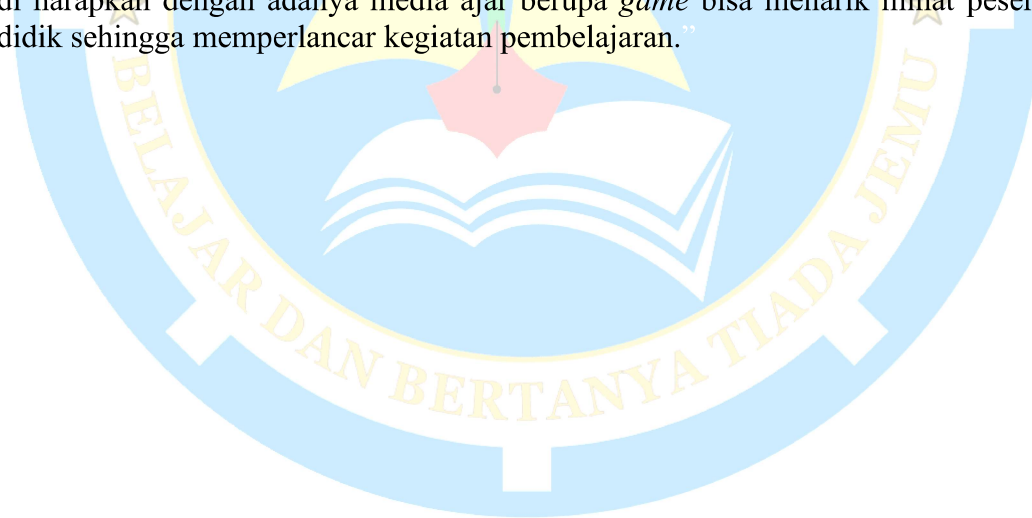 di harapkan dengan adanya media ajar berupa game bisa menarik minat
didik sehingga memperlancar kegiatan pembelajaran.”
BELAJAR DAN BERTANYA TIADA JEMU